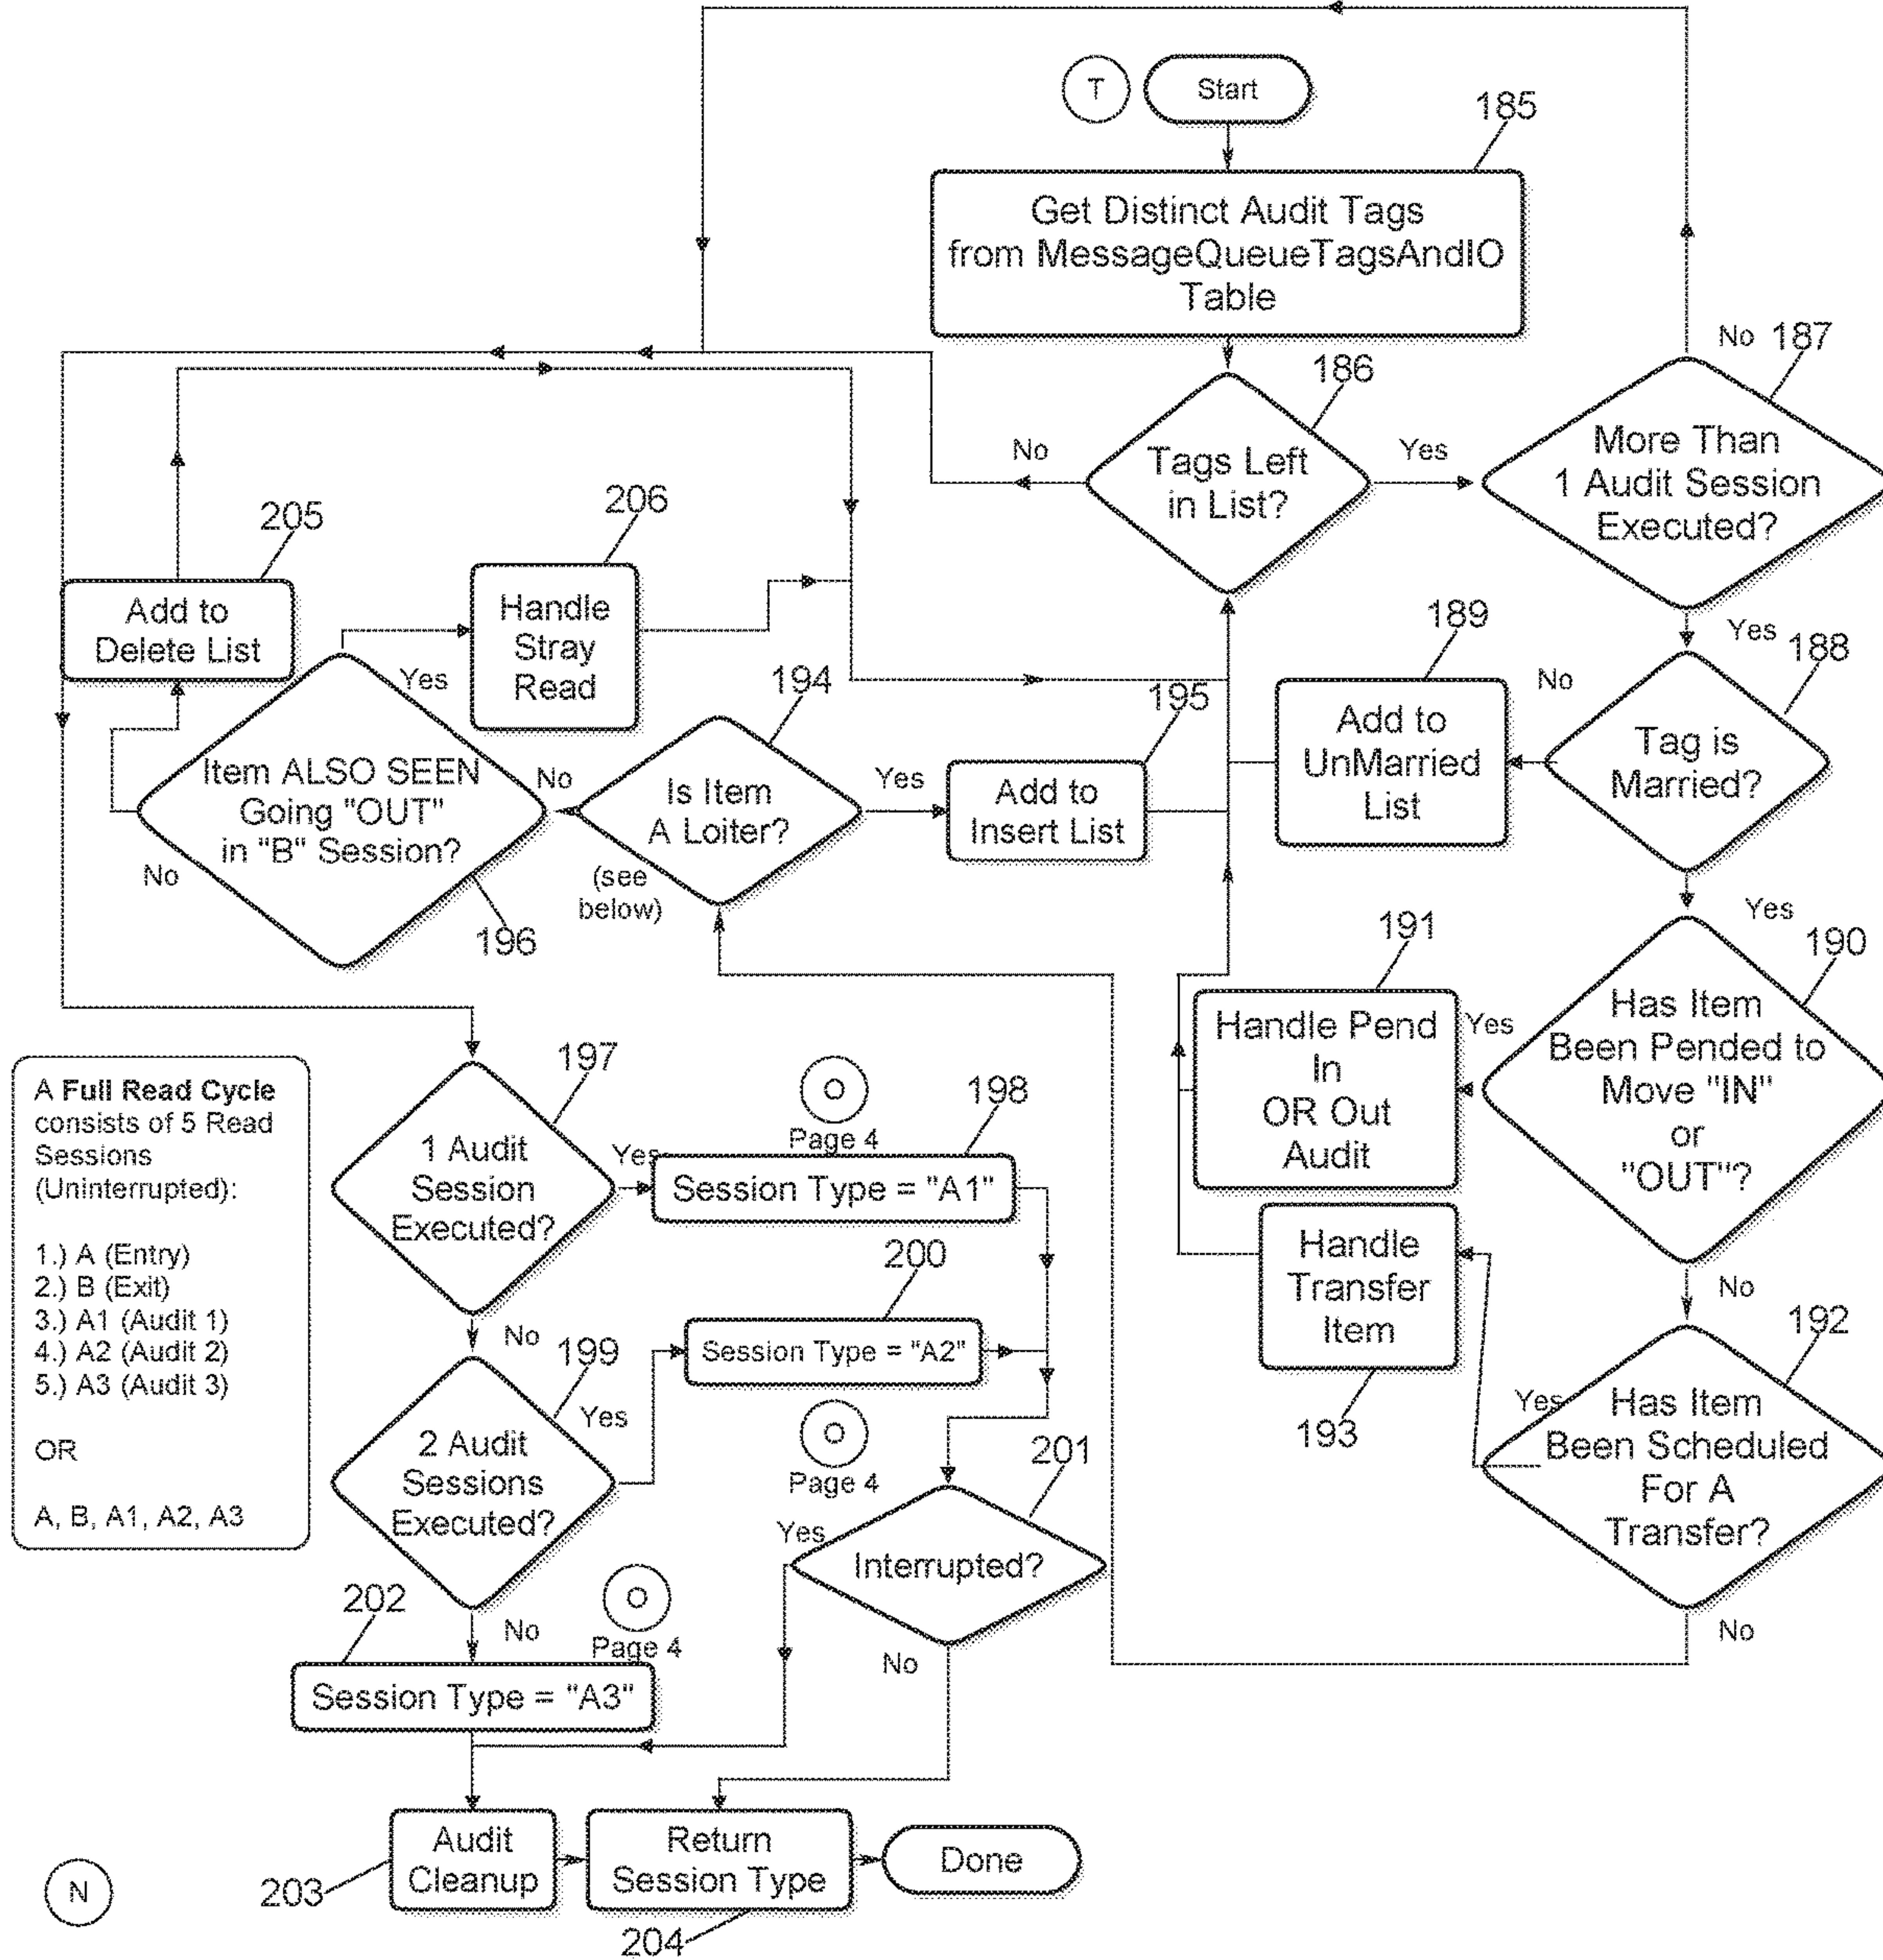 T
Start
185
Get Distinct Audit Tags
from MessageQueueTagsAndIO
Table
No
187
186
More Than
1 Audit Session
Executed?
No
Tags Left
in List?
Yes
205
206
Add to
Delete List
Handle
Stray
Read
Yes
189
Yes
188
No
194
195
Add to
UnMarried
List
Tag is
Married?
Item ALSO SEEN
Going "OUT"
in "B" Session?
No
Is Item
A Loiter?
Yes
Add to
Insert List
No
(see
below)
196
Yes
191
190
Handle Pend
In
OR Out
Audit
Yes
Has Item
Been Pended to
Move "IN"
or
"OUT"?
A Full Read Cycle
consists of 5 Read
Sessions
(Uninterrupted):
1.) A (Entry)
2.) B (Exit)
3.) A1 (Audit 1)
4.) A2 (Audit 2)
5.) A3 (Audit 3)
OR
A, B, A1, A2, A3
197
O
Page 4
198
1 Audit
Session
Executed?
Yes
Session Type = "A1"
Handle
Transfer
Item
No
193
192
200
No
199
Session Type = "A2"
Yes
Has Item
Been Scheduled
For A
Transfer?
Yes
2 Audit
Sessions
Executed?
O
Page 4
201
Yes
Interrupted?
202
O
Page 4
No
No
No
Session Type = "A3"
Audit
Cleanup
Return
Session Type
Done
N
203
204